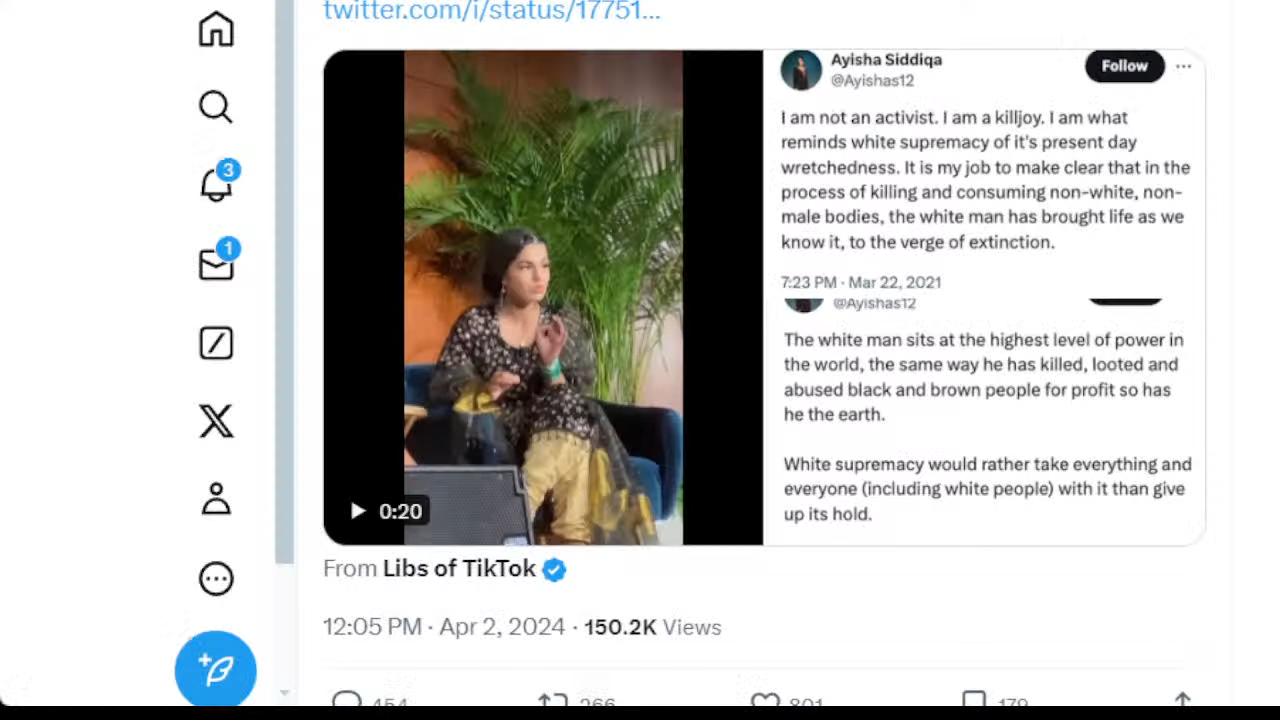 twitter.com/i/status/17751...
3
1
Ayisha Siddiqa
@Ayishas12
Follow
I am not an activist. I am a killjoy. I am what
reminds white supremacy of it's present day
wretchedness. It is my job to make clear that in the
process of killing and consuming non-white, non-
male bodies, the white man has brought life as we
know it, to the verge of extinction.
7:23 PM · Mar 22, 2021
@Ayishas12
The white man sits at the highest level of power in
the world, the same way he has killed, looted and
abused black and brown people for profit so has
he the earth.
White supremacy would rather take everything and
everyone (including white people) with it than give
up its hold.
0:20
From Libs of TikTok
12:05 PM · Apr 2, 2024 · 150.2K Views
454 266 801 179